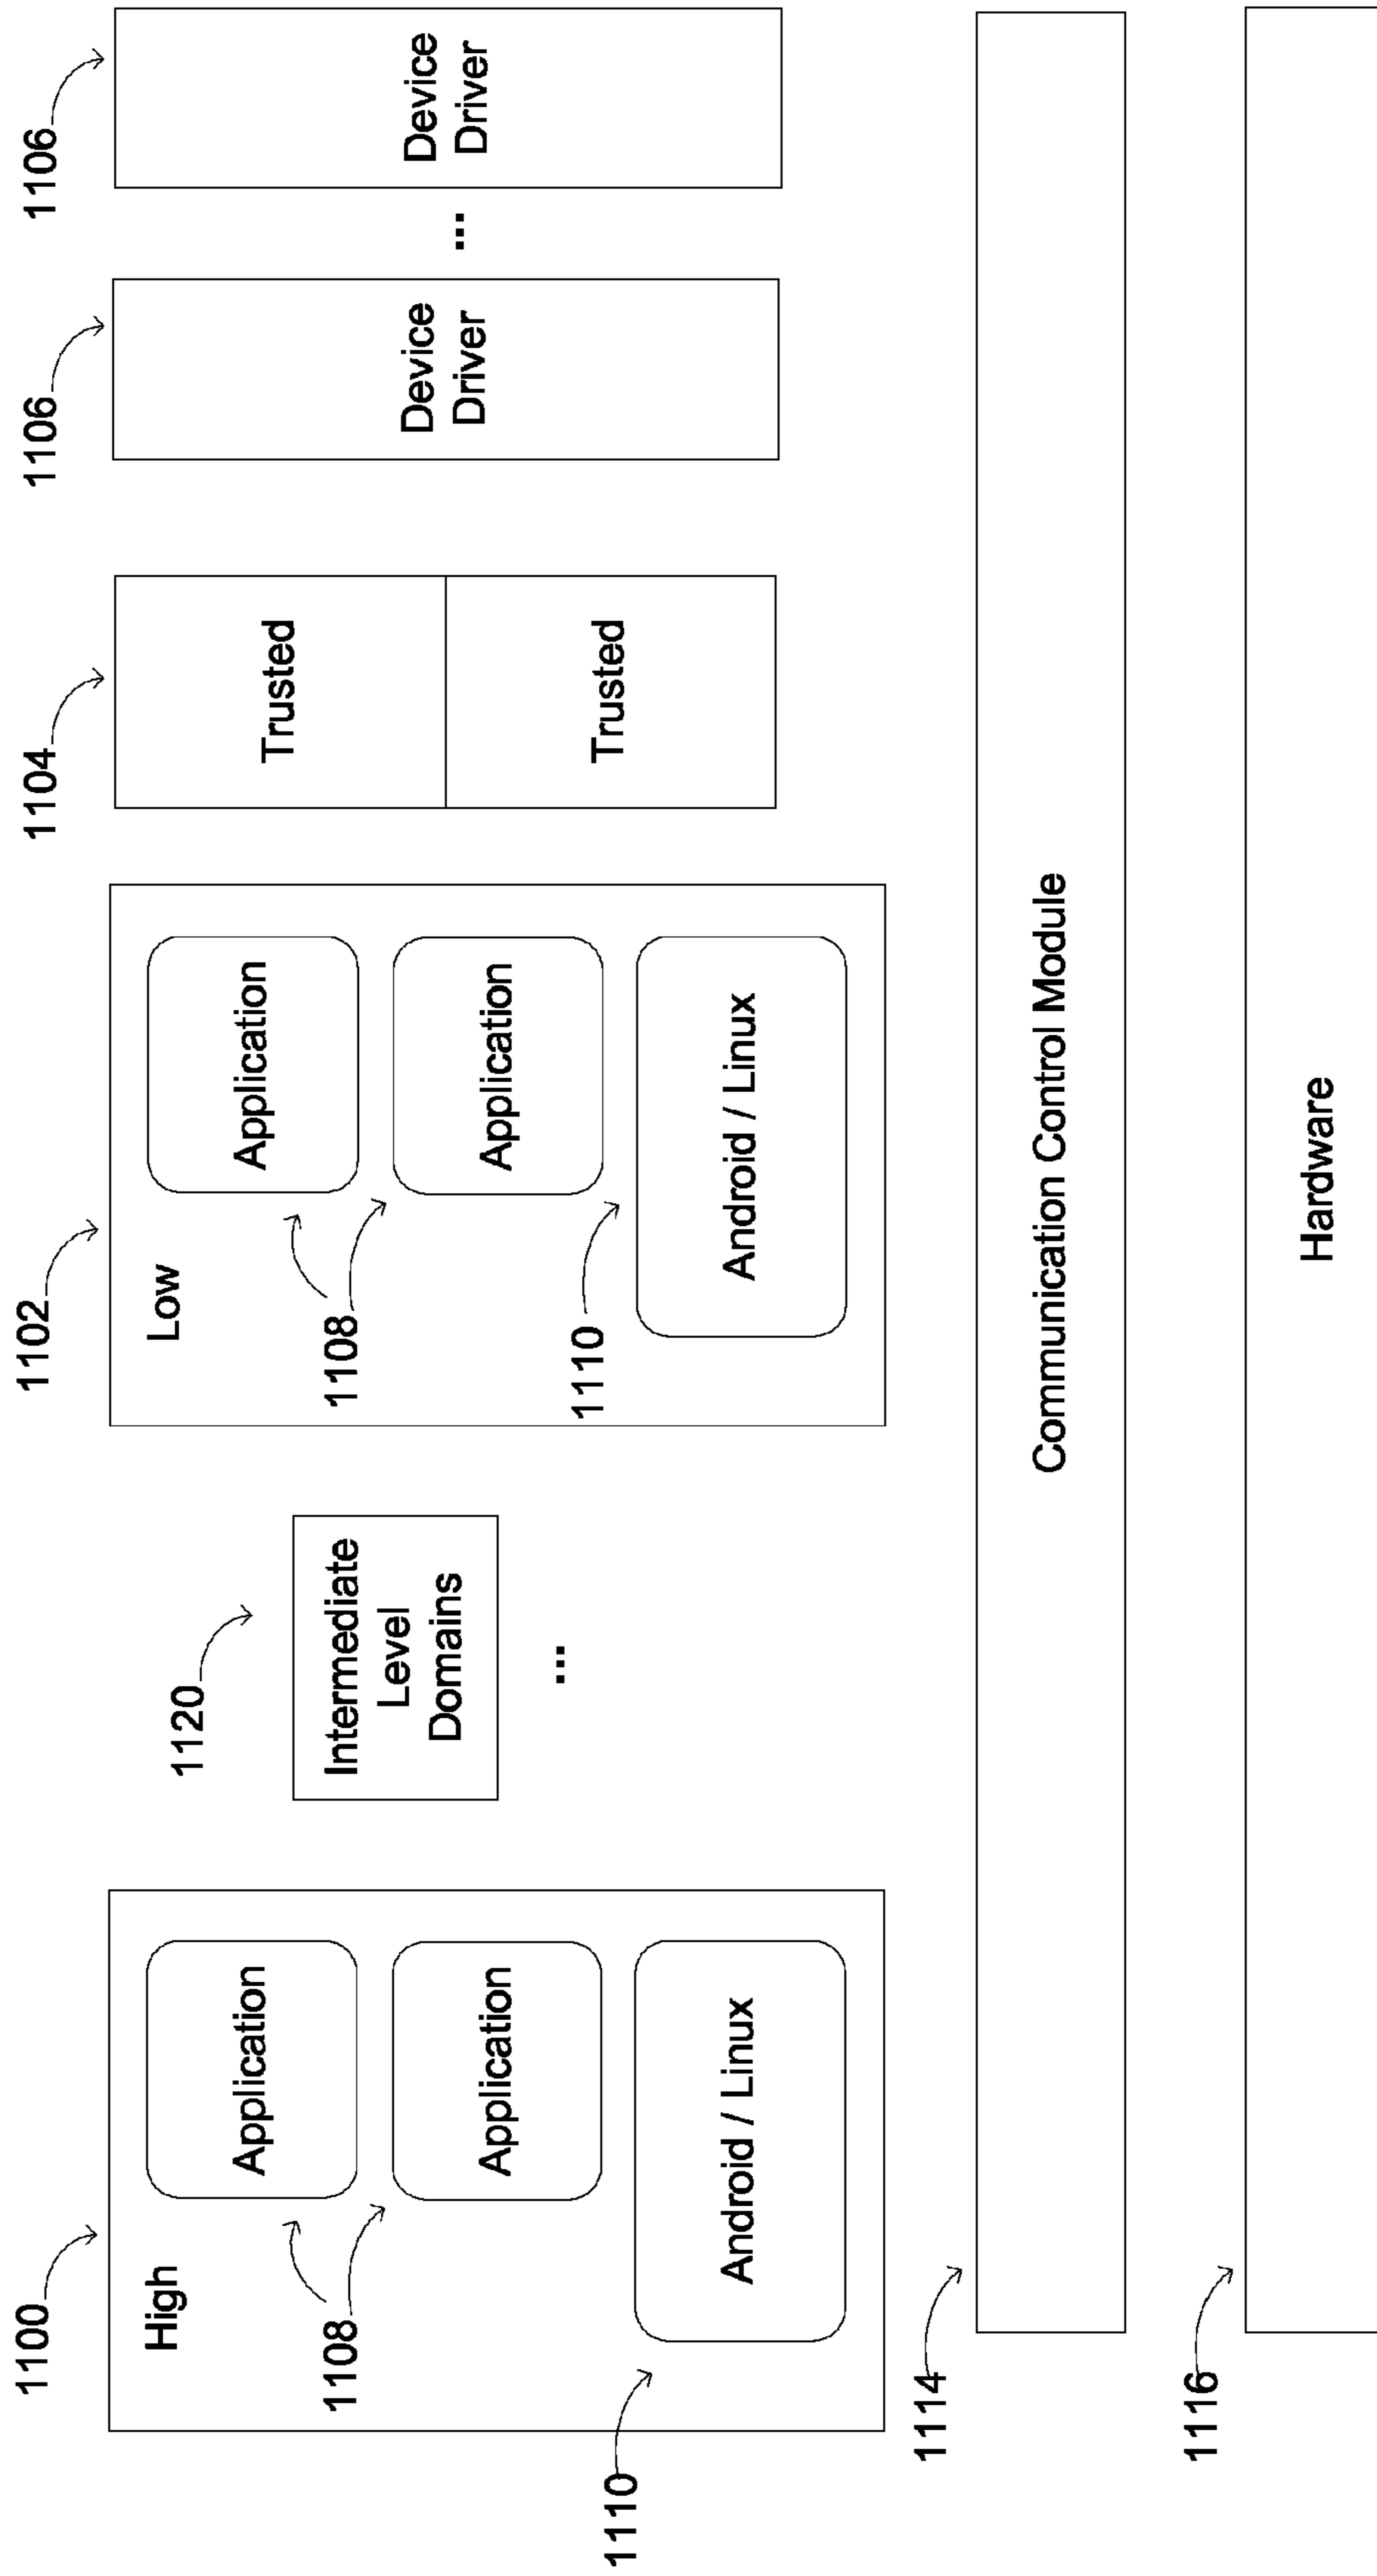 1100
High
1108
Application
Application
1110
Android / Linux
1120
Intermediate
Level
Domains
...
1102
Low
1108
Application
Application
1110
Android / Linux
1104
Trusted
Trusted
1106
Device
Driver
...
1106
Device
Driver
1114
Communication Control Module
1116
Hardware